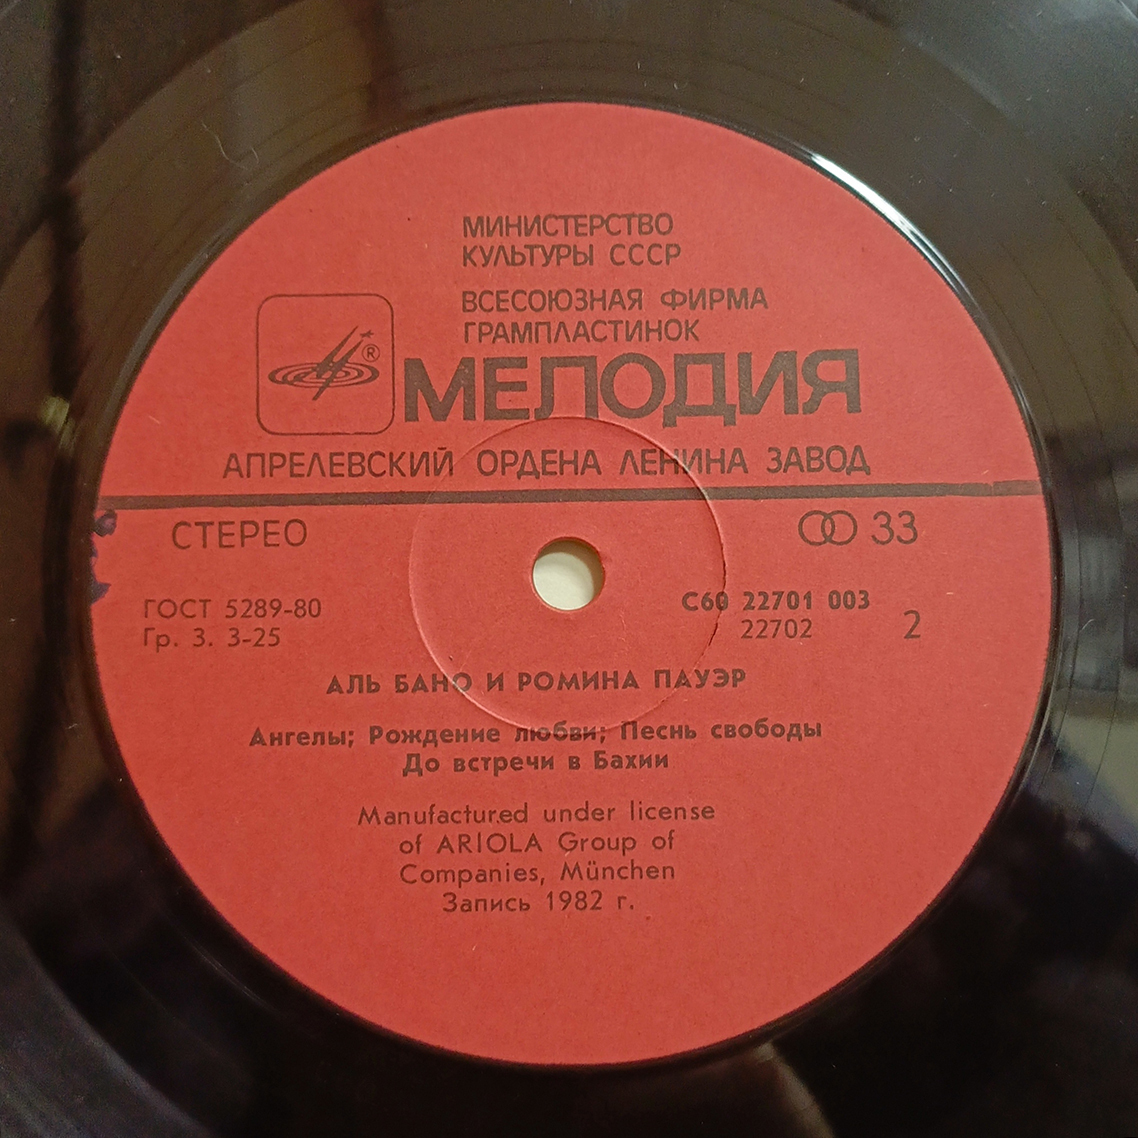 МИНИСТЕРСТВО
КУЛЬТУРЫ СССР
ВСЕСОЮЗНАЯ ФИРМА
ГРАМПЛАСТИНОК
®
МЕЛОДИЯ
АПРЕЛЕВСКИЙ ОРДЕНА ЛЕНИНА ЗАВОД
СТЕРЕО
33
ГОСТ 5289-80
Гр. 3. 3-25
С60 22701 003
22702
2
АЛЬ БАНО И РОМИНА ПАУЭР
Ангелы; Рождение любви; Песнь свободы
До встречи в Бахии
Manufactured under license
of ARIOLA Group of
Companies, München
Запись 1982 г.